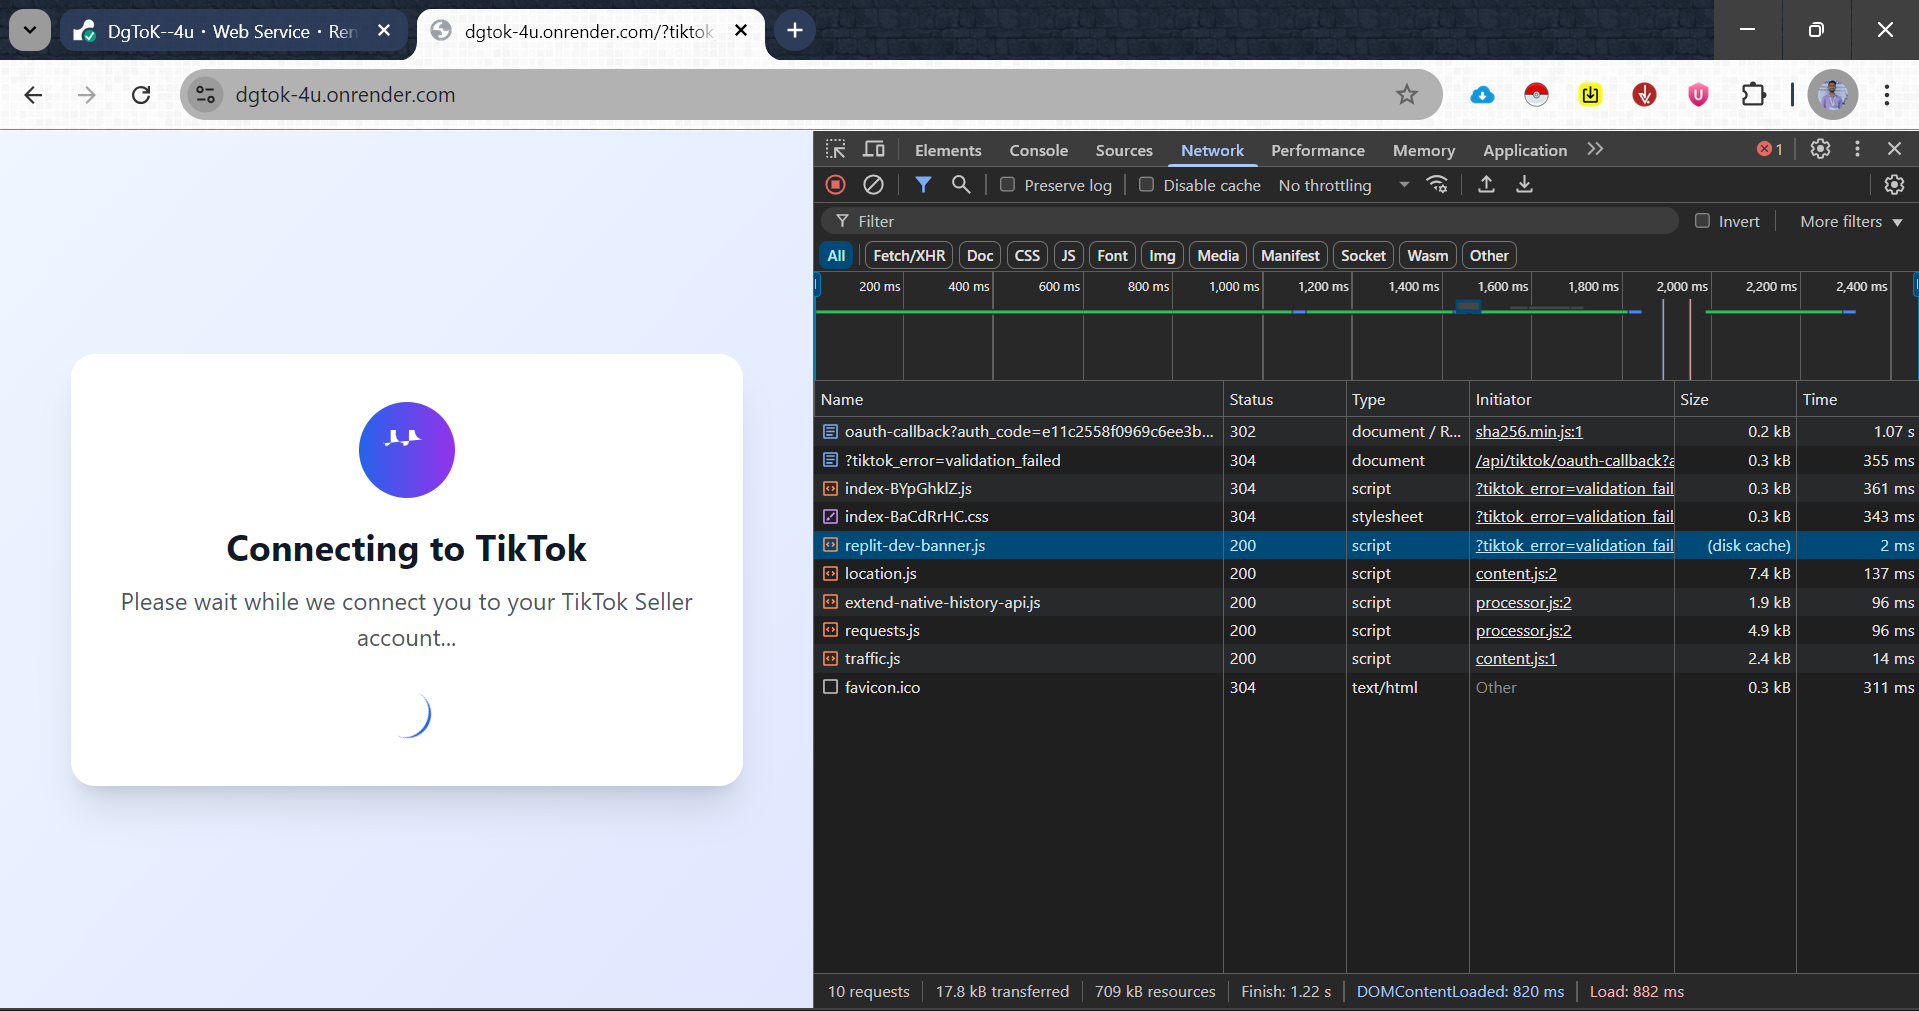 DgToK--4u · Web Service · Ren
dgtok-4u.onrender.com/?tiktok
dgtok-4u.onrender.com
Connecting to TikTok
Please wait while we connect you to your TikTok Seller
account...
Elements Console Sources Network Performance Memory Application 1
Preserve log Disable cache No throttling
Filter Invert More filters
All Fetch/XHR Doc CSS JS Font Img Media Manifest Socket Wasm Other
200 ms 400 ms 600 ms 800 ms 1,000 ms 1,200 ms 1,400 ms 1,600 ms 1,800 ms 2,000 ms 2,200 ms 2,400 ms
Name Status Type Initiator Size Time
oauth-callback?auth_code=e11c2558f0969c6ee3b... 302 document / R... sha256.min.js:1 0.2 kB 1.07 s
?tiktok_error=validation_failed 304 document /api/tiktok/oauth-callback?a 0.3 kB 355 ms
index-BYpGhklZ.js 304 script ?tiktok_error=validation_fail 0.3 kB 361 ms
index-BaCdRrHC.css 304 stylesheet ?tiktok_error=validation_fail 0.3 kB 343 ms
replit-dev-banner.js 200 script ?tiktok_error=validation_fail (disk cache) 2 ms
location.js 200 script content.js:2 7.4 kB 137 ms
extend-native-history-api.js 200 script processor.js:2 1.9 kB 96 ms
requests.js 200 script processor.js:2 4.9 kB 96 ms
traffic.js 200 script content.js:1 2.4 kB 14 ms
favicon.ico 304 text/html Other 0.3 kB 311 ms
10 requests 17.8 kB transferred 709 kB resources Finish: 1.22 s DOMContentLoaded: 820 ms Load: 882 ms